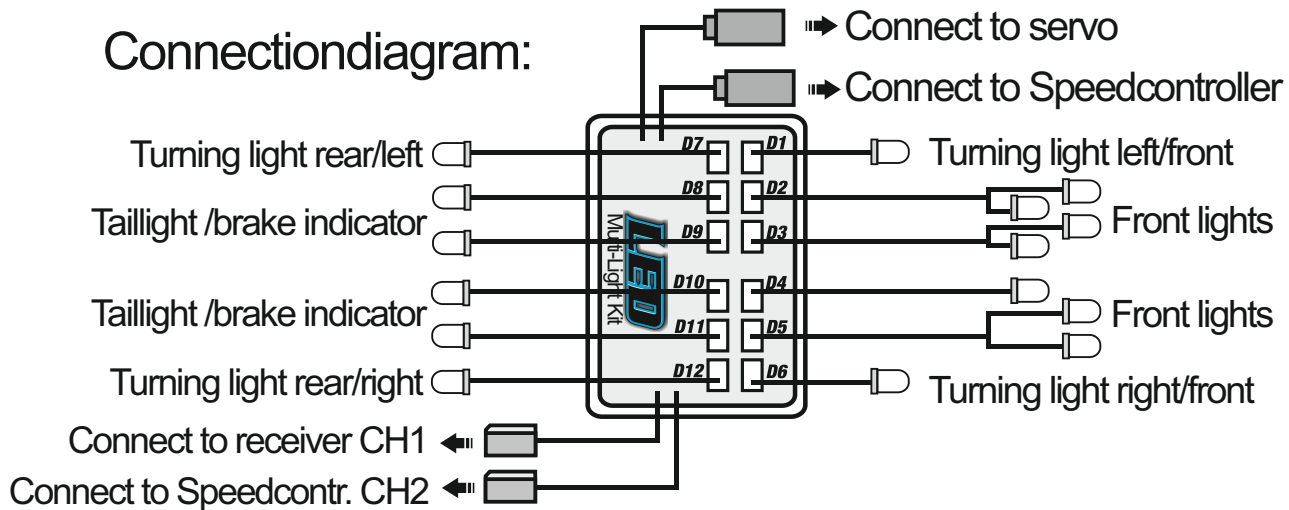 Connectiondiagram:
Connect to servo
Connect to Speedcontroller
Turning light rear/left
D7
D1
Turning light left/front
D8
D2
Taillight /brake indicator
Front lights
D9
D3
LED
Multi-Light Kit
D10
D4
Taillight /brake indicator
Front lights
D11
D5
D12
D6
Turning light rear/right
Turning light right/front
Connect to receiver CH1
Connect to Speedcontr. CH2